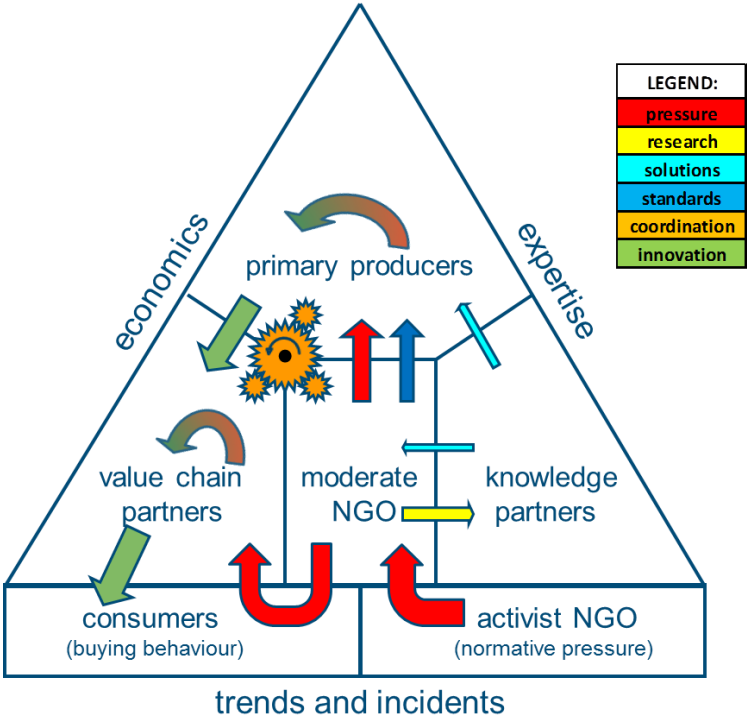 LEGEND:
pressure
research
solutions
standards
coordination
innovation
economics
expertise
primary producers
value chain
partners
moderate
NGO
knowledge
partners
consumers
(buying behaviour)
activist NGO
(normative pressure)
trends and incidents